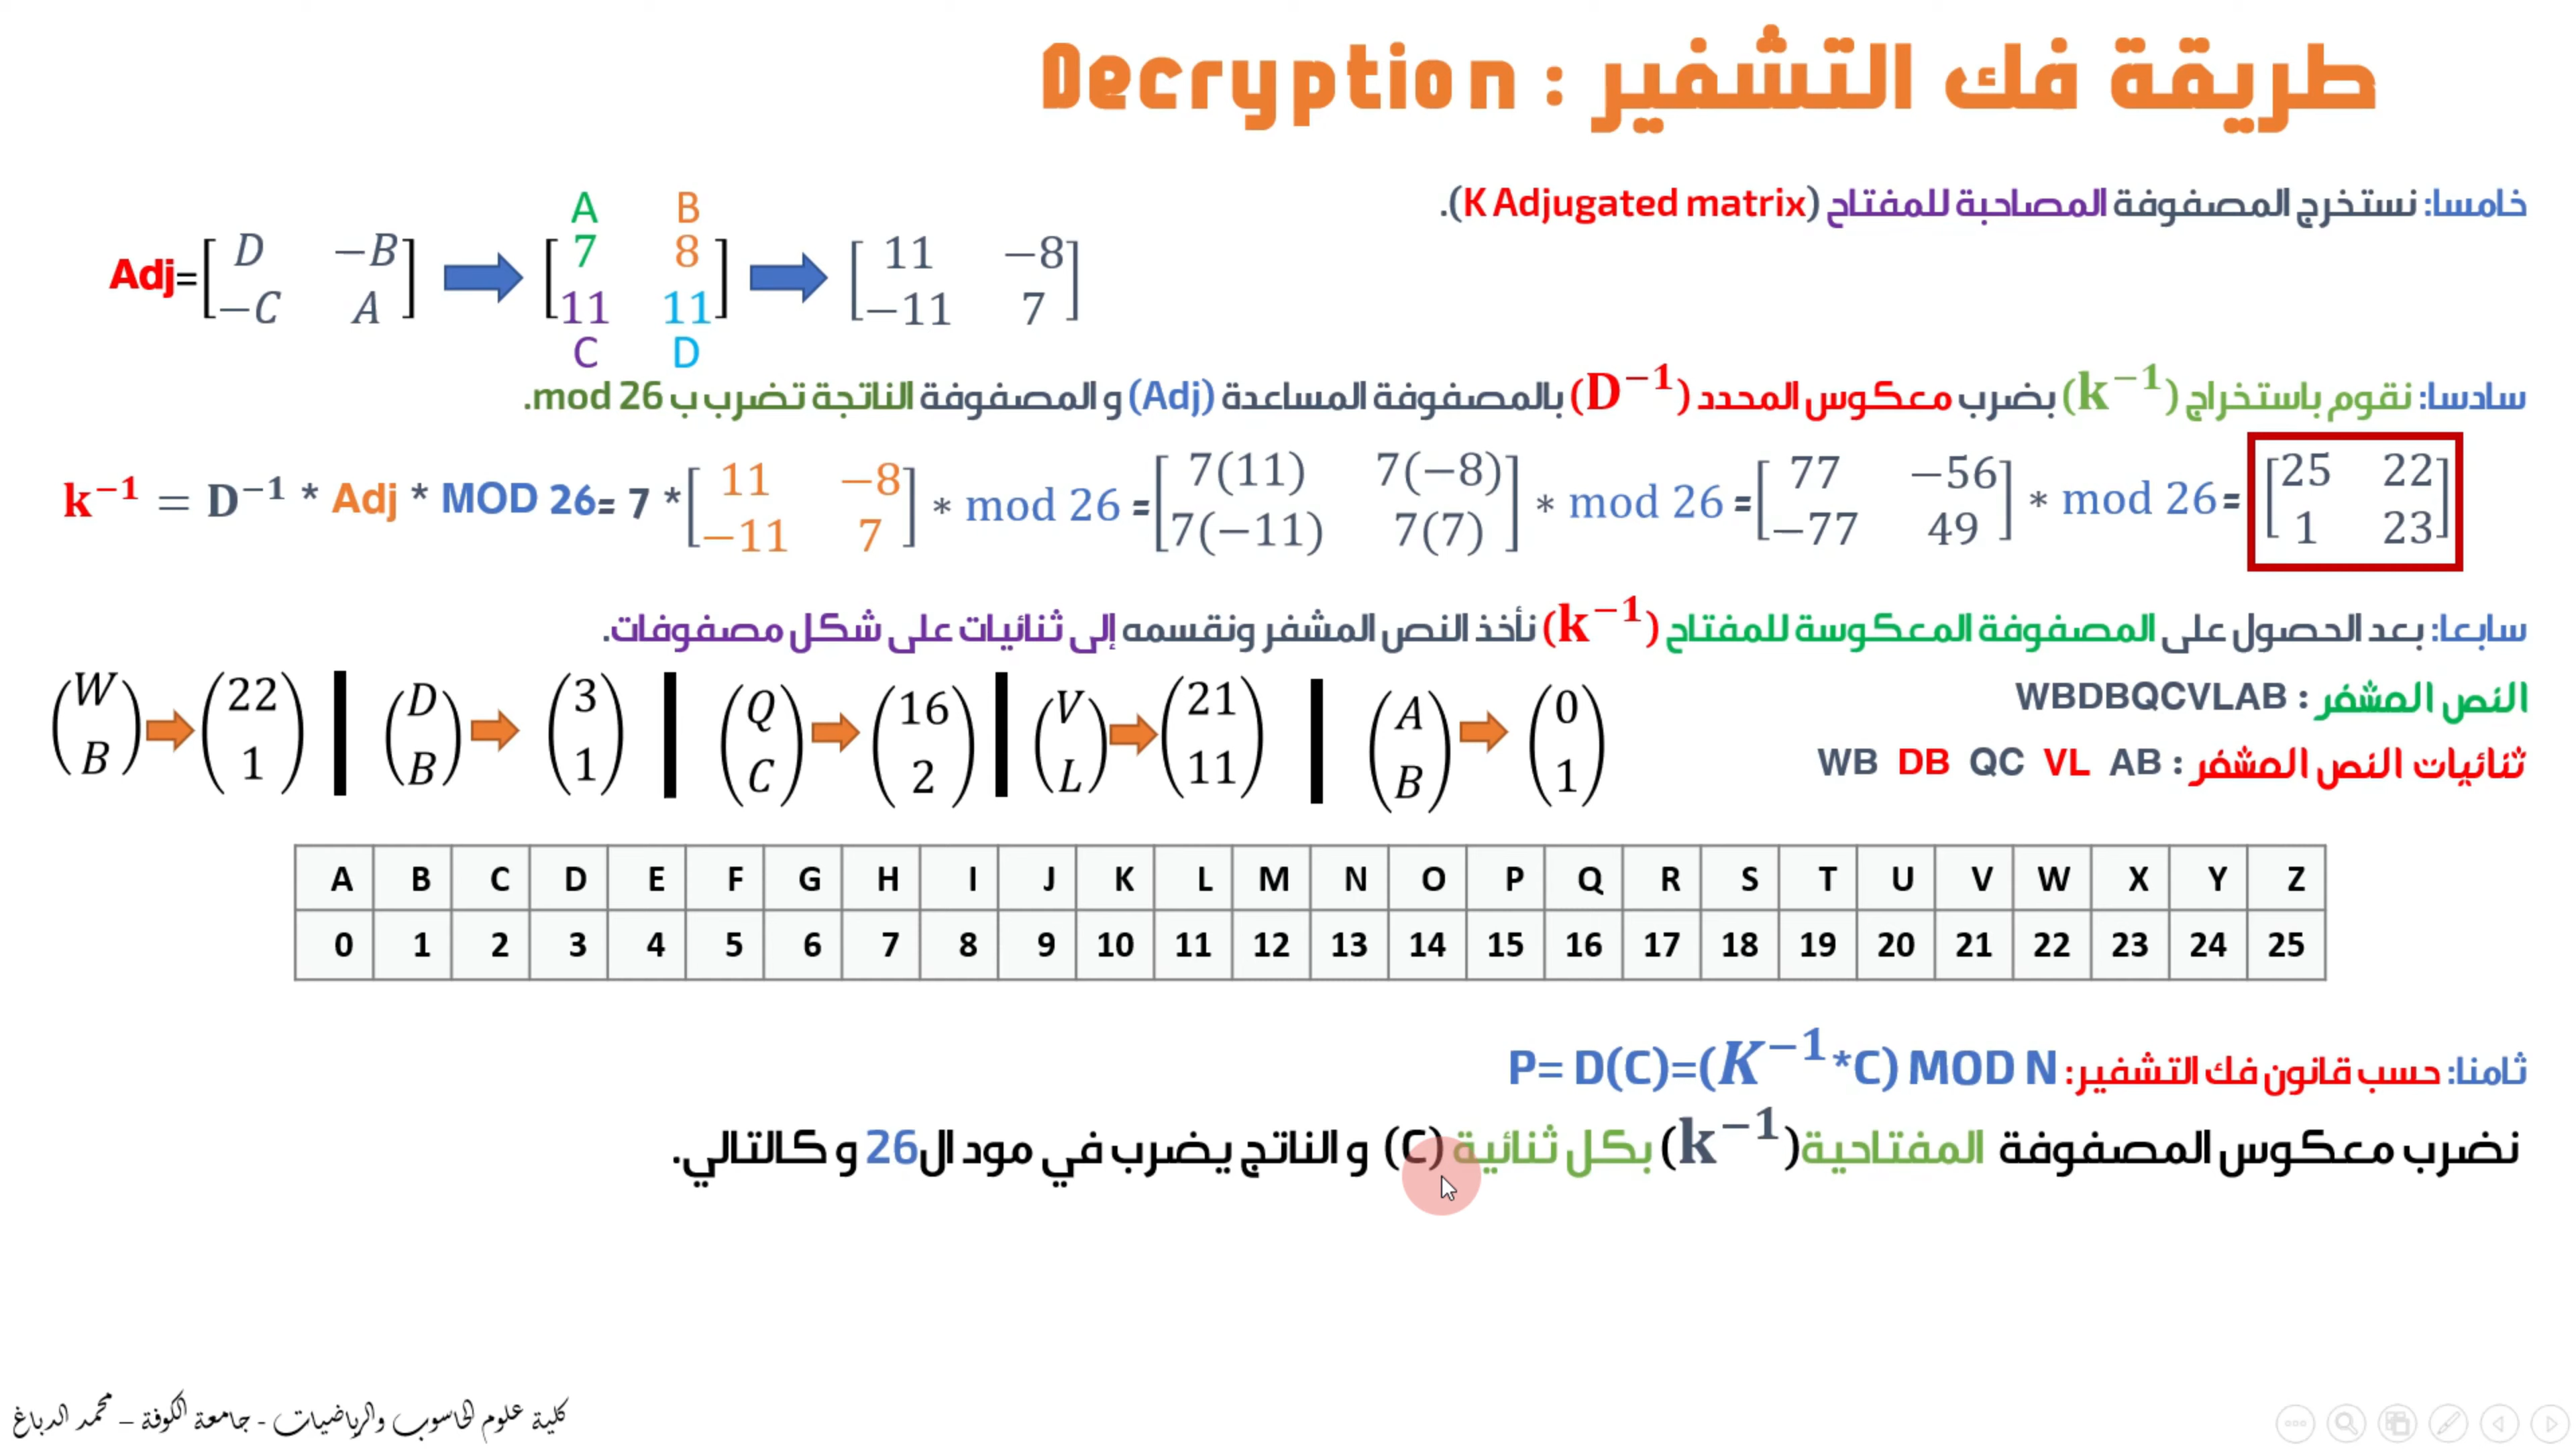 طريقة فك التشفير : Decryption
خامسا: نستخرج المصفوفة المصاحبة للمفتاح (K Adjugated matrix).
A B
Adj= [D −B] [7 8] [11 −8]
[−C A] [11 11] [−11 7]
C D
سادسا: نقوم باستخراج (k⁻¹) بضرب معكوس المحدد (D⁻¹) بالمصفوفة المساعدة (Adj) و المصفوفة الناتجة تضرب ب mod 26.
k⁻¹ = D⁻¹ * Adj * MOD 26= 7 *[11 −8; −11 7] * mod 26 =[7(11) 7(−8); 7(−11) 7(7)] * mod 26 =[77 −56; −77 49] * mod 26= [25 22; 1 23]
سابعا: بعد الحصول على المصفوفة المعكوسة للمفتاح (k⁻¹) نأخذ النص المشفر ونقسمه إلى ثنائيات على شكل مصفوفات.
النص المشفر : WBDBQCVLAB
ثنائيات النص المشفر : WB DB QC VL AB
W 22 D 3 Q 16 V 21 A 0
B 1 B 1 C 2 L 11 B 1
A B C D E F G H I J K L M N O P Q R S T U V W X Y Z
0 1 2 3 4 5 6 7 8 9 10 11 12 13 14 15 16 17 18 19 20 21 22 23 24 25
ثامنا: حسب قانون فك التشفير: P= D(C)=(K⁻¹*C) MOD N
نضرب معكوس المصفوفة المفتاحية(k⁻¹) بكل ثنائية (C) و الناتج يضرب في مود ال26 و كالتالي.
كلية علوم الحاسوب والرياضيات - جامعة الكوفة – محمد الدباغ